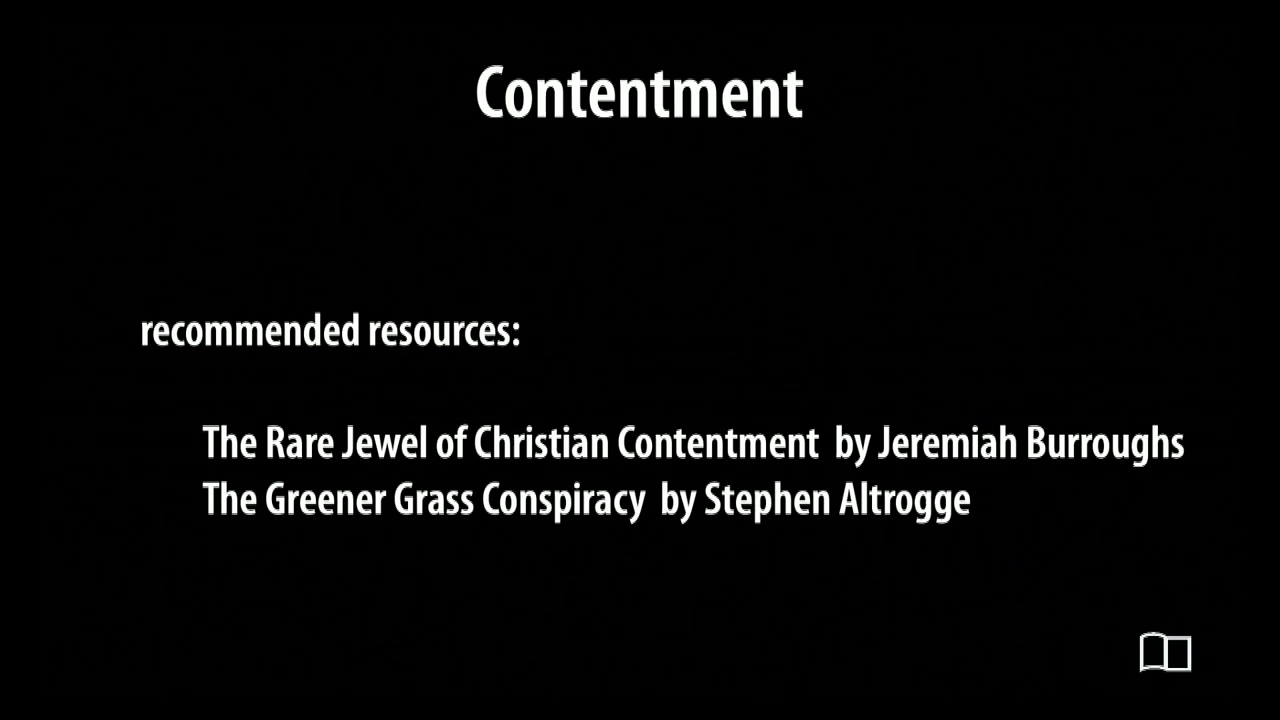 Contentment
recommended resources:
The Rare Jewel of Christian Contentment by Jeremiah Burroughs
The Greener Grass Conspiracy by Stephen Altrogge